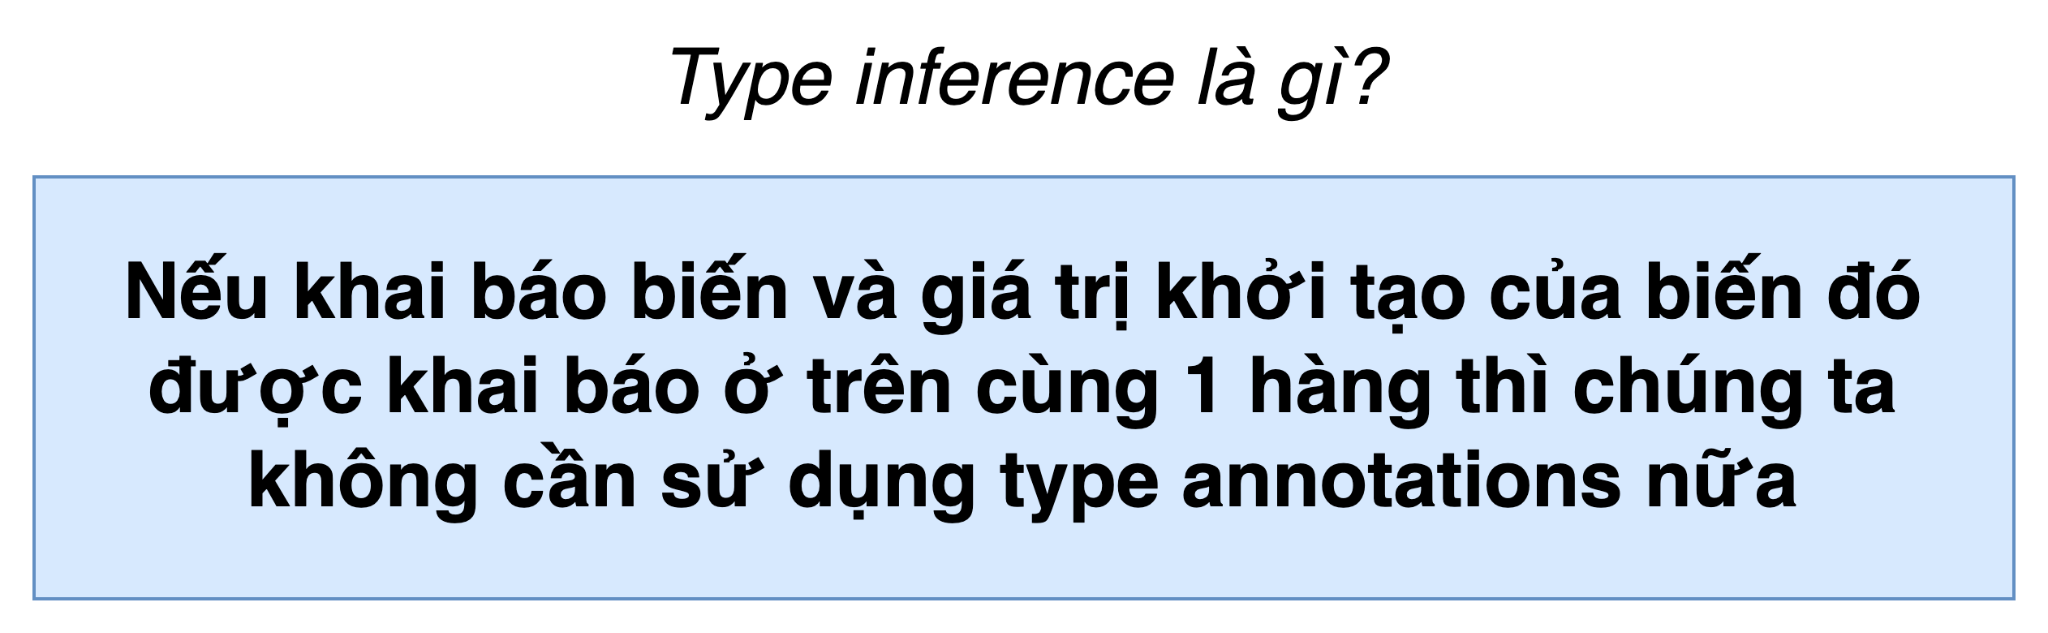 Type inference là gì?
Nếu khai báo biến và giá trị khởi tạo của biến đó
được khai báo ở trên cùng 1 hàng thì chúng ta
không cần sử dụng type annotations nữa